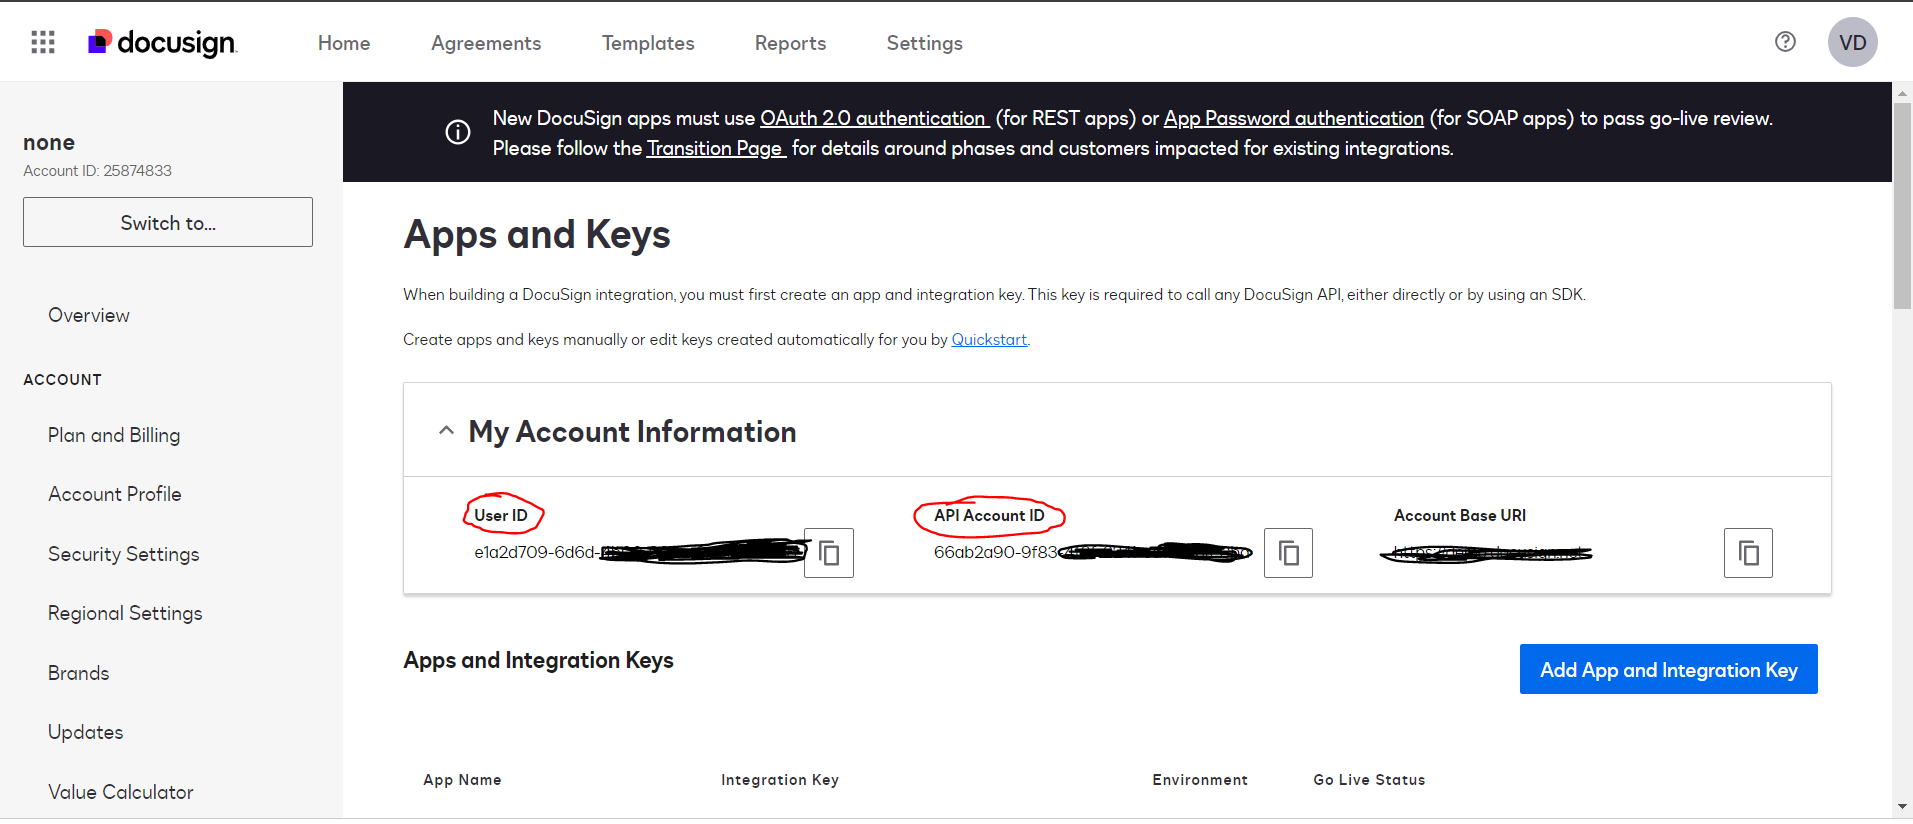 docusign
Home
Agreements
Templates
Reports
Settings
VD
none
Account ID: 25874833
Switch to...
Overview
ACCOUNT
Plan and Billing
Account Profile
Security Settings
Regional Settings
Brands
Updates
Value Calculator
New DocuSign apps must use OAuth 2.0 authentication (for REST apps) or App Password authentication (for SOAP apps) to pass go-live review.
Please follow the Transition Page for details around phases and customers impacted for existing integrations.
Apps and Keys
When building a DocuSign integration, you must first create an app and integration key. This key is required to call any DocuSign API, either directly or by using an SDK.
Create apps and keys manually or edit keys created automatically for you by Quickstart.
My Account Information
User ID
API Account ID
Account Base URI
e1a2d709-6d6d-
66ab2a90-9f83
Apps and Integration Keys
Add App and Integration Key
App Name
Integration Key
Environment
Go Live Status